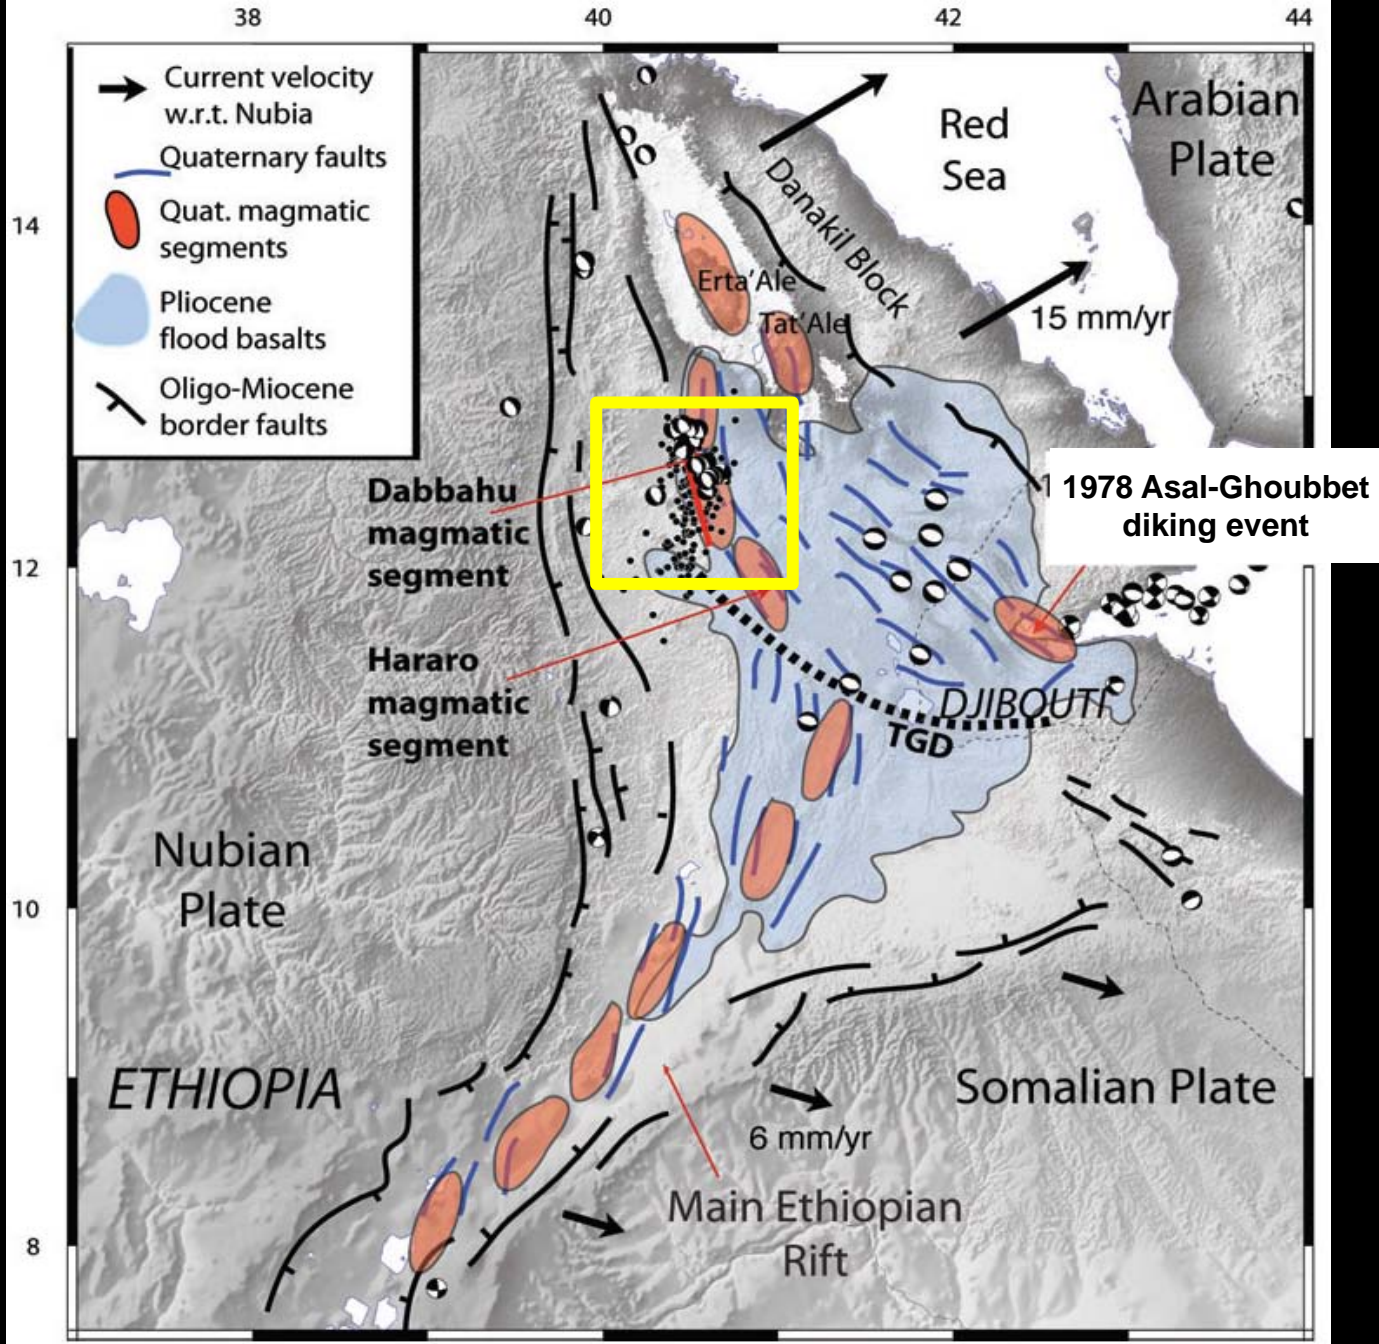 38
40
42
44
Current velocity
w.r.t. Nubia
Quaternary faults
Quat. magmatic
segments
Pliocene
flood basalts
Oligo-Miocene
border faults
Red
Sea
Arabian
Plate
Danakil Block
14
Erta'Ale
Tat'Ale
15 mm/yr
1978 Asal-Ghoubbet
diking event
Dabbahu
magmatic
segment
12
Hararo
magmatic
segment
DJIBOUTI
TGD
Nubian
Plate
10
ETHIOPIA
Somalian Plate
6 mm/yr
Main Ethiopian
Rift
8